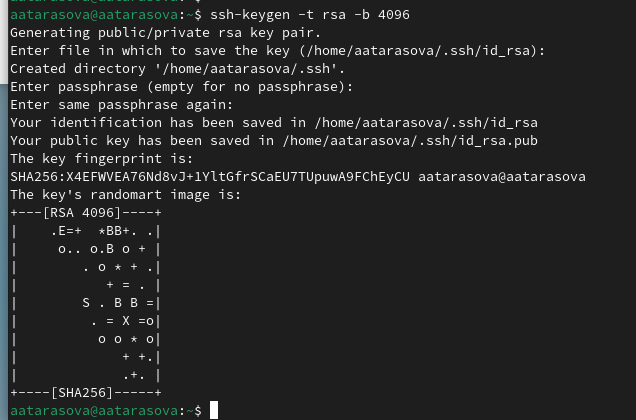 aatarasova@aatarasova:~$ ssh-keygen -t rsa -b 4096
Generating public/private rsa key pair.
Enter file in which to save the key (/home/aatarasova/.ssh/id_rsa):
Created directory '/home/aatarasova/.ssh'.
Enter passphrase (empty for no passphrase):
Enter same passphrase again:
Your identification has been saved in /home/aatarasova/.ssh/id_rsa
Your public key has been saved in /home/aatarasova/.ssh/id_rsa.pub
The key fingerprint is:
SHA256:X4EFWVEA76Nd8vJ+1YltGfrSCaEU7TUpuwA9FChEyCU aatarasova@aatarasova
The key's randomart image is:
+---[RSA 4096]----+
|    .E=+  *BB+. .|
|     o.. o.B o + |
|        . o * + .|
|           + = . |
|        S . B B =|
|         . = X =o|
|          o o * o|
|             + +.|
|             .+. |
+----[SHA256]-----+
aatarasova@aatarasova:~$